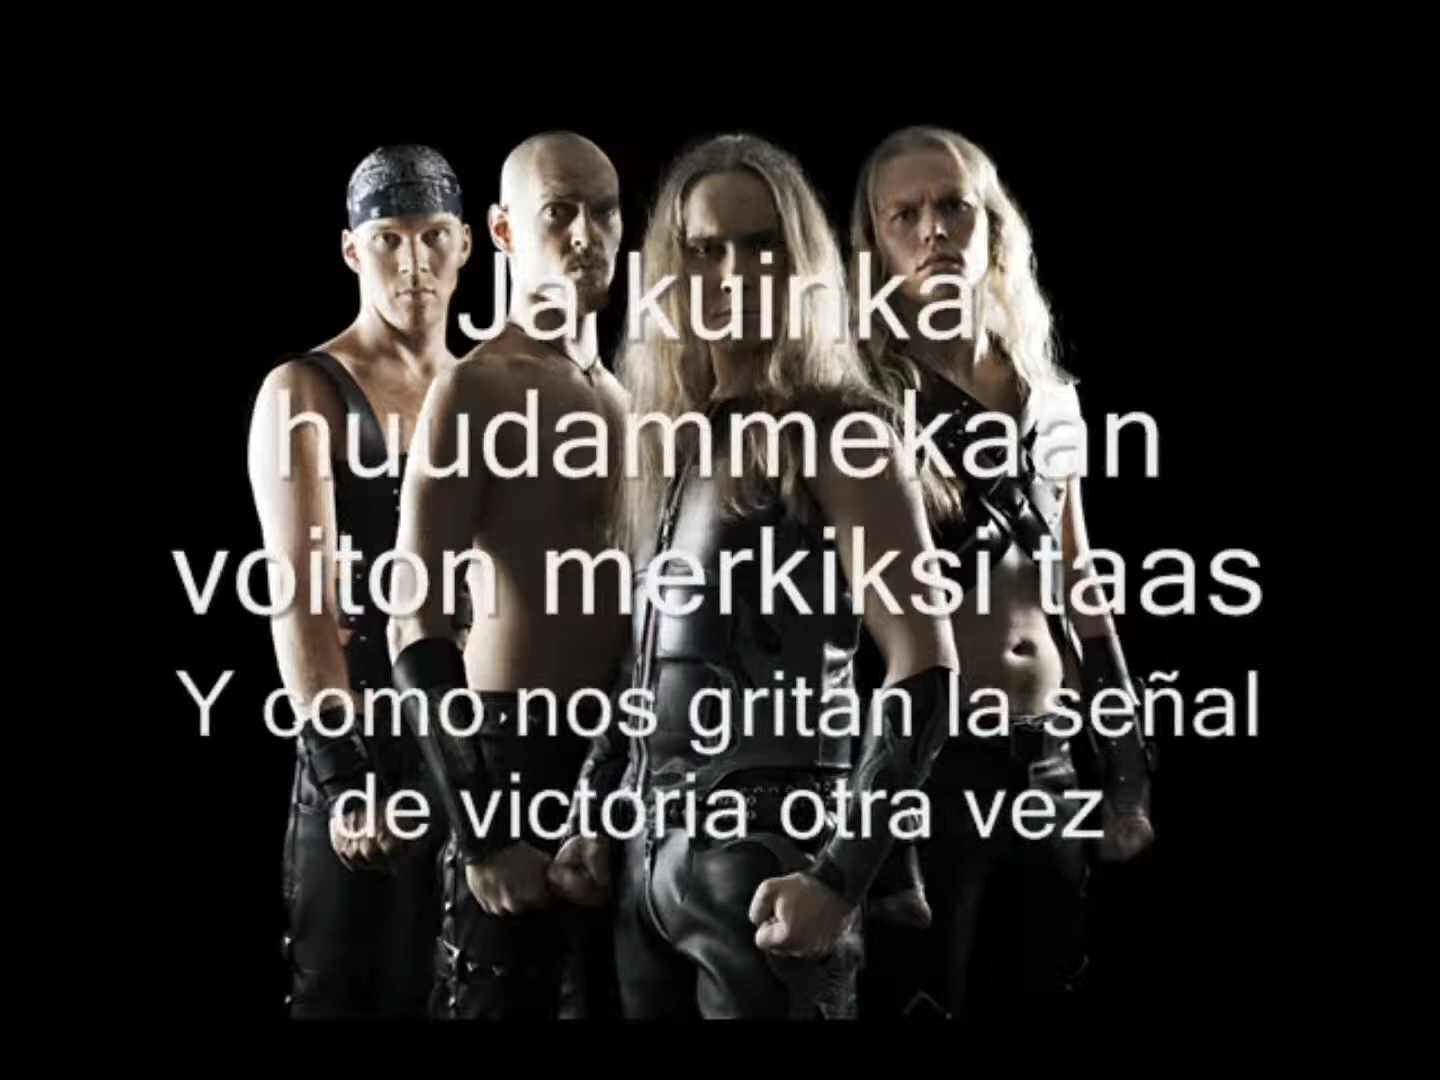 Ja kuinka
huudammekaan
voiton merkiksi taas
Y como nos gritan la señal
de victoria otra vez